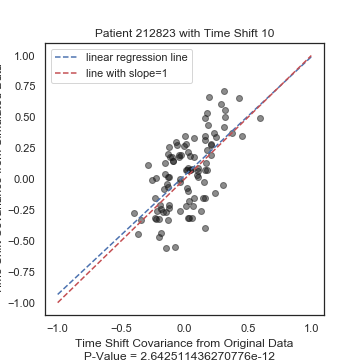 Patient 212823 with Time Shift 10
linear regression line
line with slope=1
1.00
0.75
0.50
0.25
0.00
−0.25
−0.50
−0.75
−1.00
−1.0 −0.5 0.0 0.5 1.0
Time Shift Covariance from Original Data
P-Value = 2.642511436270776e-12